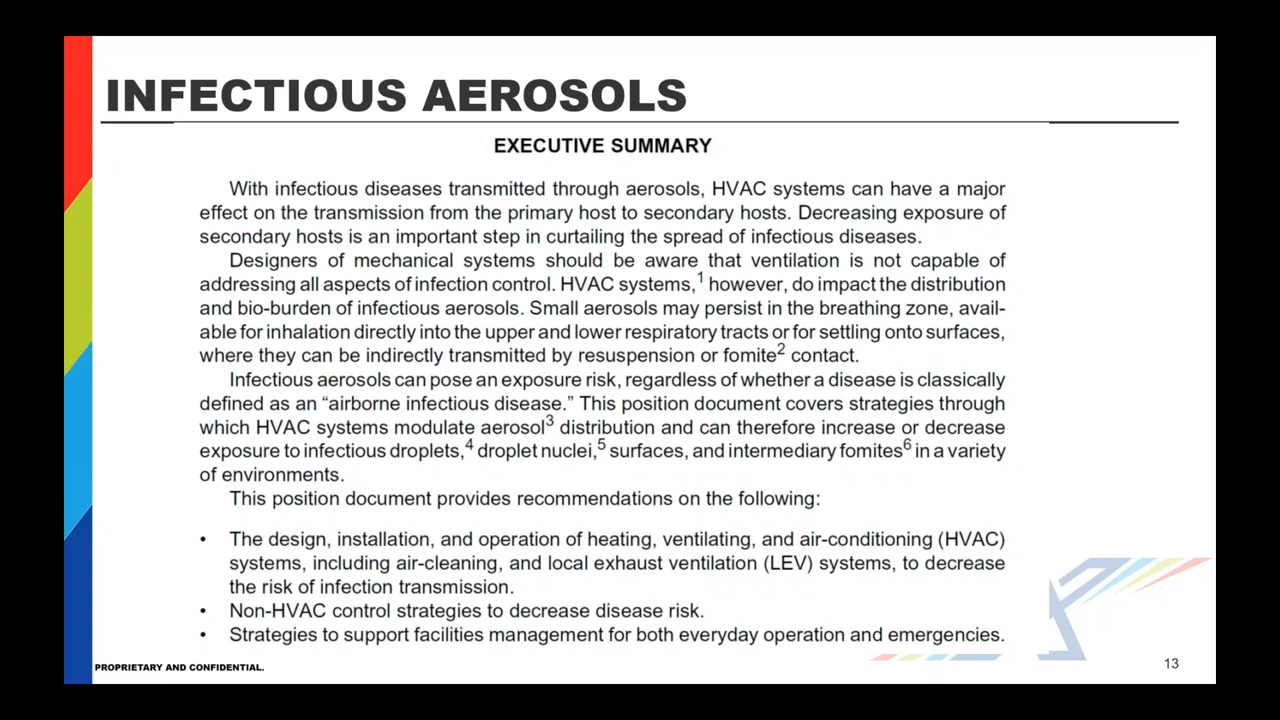 INFECTIOUS AEROSOLS
EXECUTIVE SUMMARY
With infectious diseases transmitted through aerosols, HVAC systems can have a major
effect on the transmission from the primary host to secondary hosts. Decreasing exposure of
secondary hosts is an important step in curtailing the spread of infectious diseases.
Designers of mechanical systems should be aware that ventilation is not capable of
addressing all aspects of infection control. HVAC systems,1 however, do impact the distribution
and bio-burden of infectious aerosols. Small aerosols may persist in the breathing zone, avail-
able for inhalation directly into the upper and lower respiratory tracts or for settling onto surfaces,
where they can be indirectly transmitted by resuspension or fomite2 contact.
Infectious aerosols can pose an exposure risk, regardless of whether a disease is classically
defined as an “airborne infectious disease.” This position document covers strategies through
which HVAC systems modulate aerosol3 distribution and can therefore increase or decrease
exposure to infectious droplets,4 droplet nuclei,5 surfaces, and intermediary fomites6 in a variety
of environments.
This position document provides recommendations on the following:
• The design, installation, and operation of heating, ventilating, and air-conditioning (HVAC)
systems, including air-cleaning, and local exhaust ventilation (LEV) systems, to decrease
the risk of infection transmission.
• Non-HVAC control strategies to decrease disease risk.
• Strategies to support facilities management for both everyday operation and emergencies.
PROPRIETARY AND CONFIDENTIAL.
13